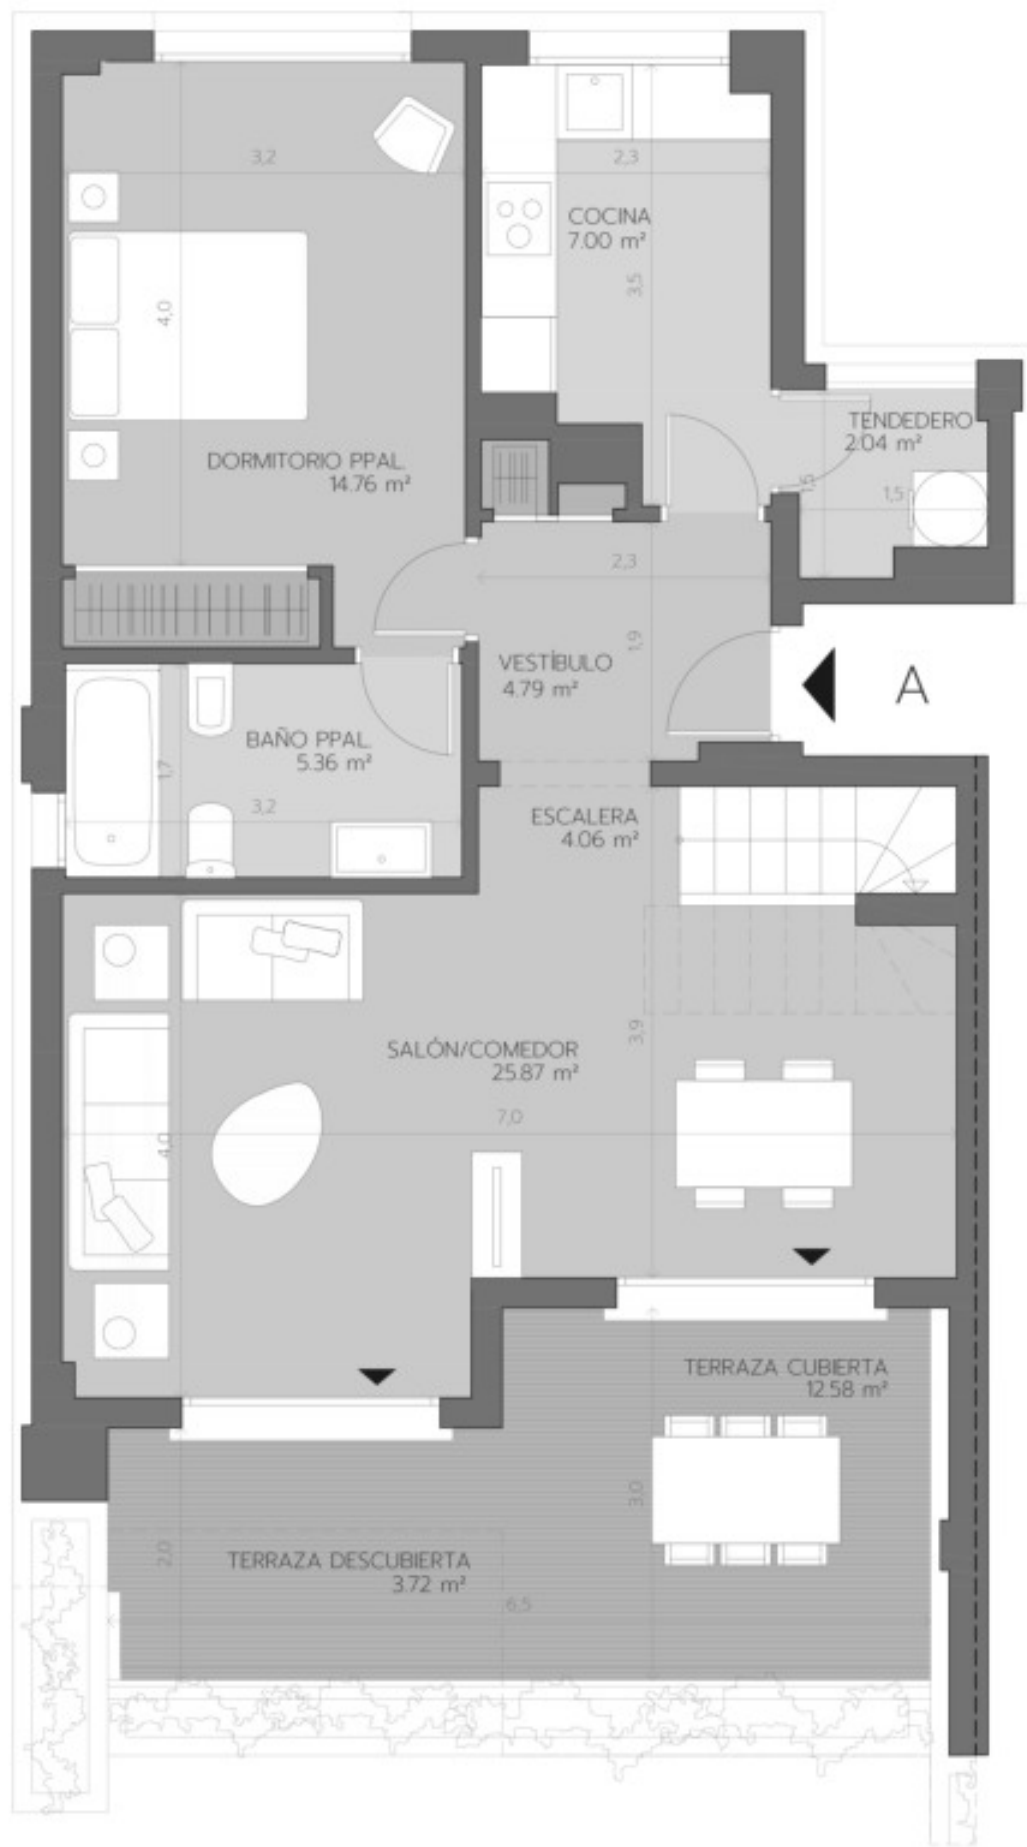 3,2
2,3
COCINA
7.00 m²
4,0
3,5
TENDEDERO
2.04 m²
DORMITORIO PPAL.
14.76 m²
1,5
1,5
2,3
1,9
VESTÍBULO
4.79 m²
A
BAÑO PPAL.
5.36 m²
1,7
3,2
ESCALERA
4.06 m²
3,9
SALÓN/COMEDOR
25.87 m²
7,0
4,0
TERRAZA CUBIERTA
12.58 m²
3,0
2,0
TERRAZA DESCUBIERTA
3.72 m²
6,5